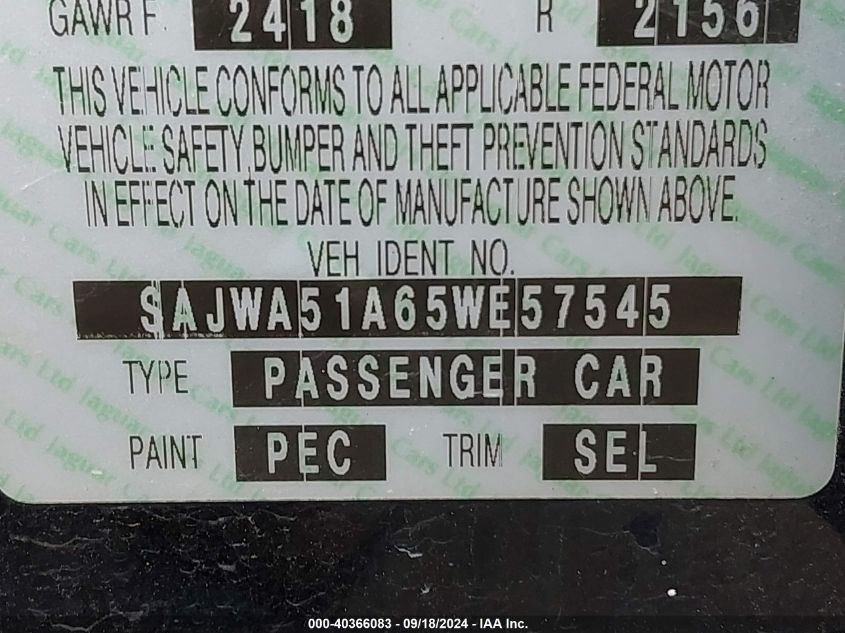 GAWR F. 2418 R 2156
THIS VEHICLE CONFORMS TO ALL APPLICABLE FEDERAL MOTOR
VEHICLE SAFETY, BUMPER AND THEFT PREVENTION STANDARDS
IN EFFECT ON THE DATE OF MANUFACTURE SHOWN ABOVE.
VEH IDENT NO.
SAJWA51A65WE57545
TYPE PASSENGER CAR
PAINT PEC TRIM SEL
000-40366083 - 09/18/2024 - IAA Inc.